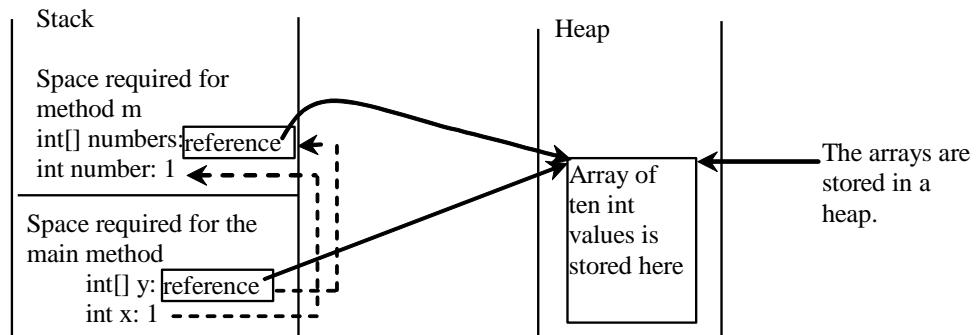 Stack
Space required for
method m
int[] numbers: reference
int number: 1
Space required for the
main method
int[] y: reference
int x: 1
Heap
Array of
ten int
values is
stored here
The arrays are
stored in a
heap.